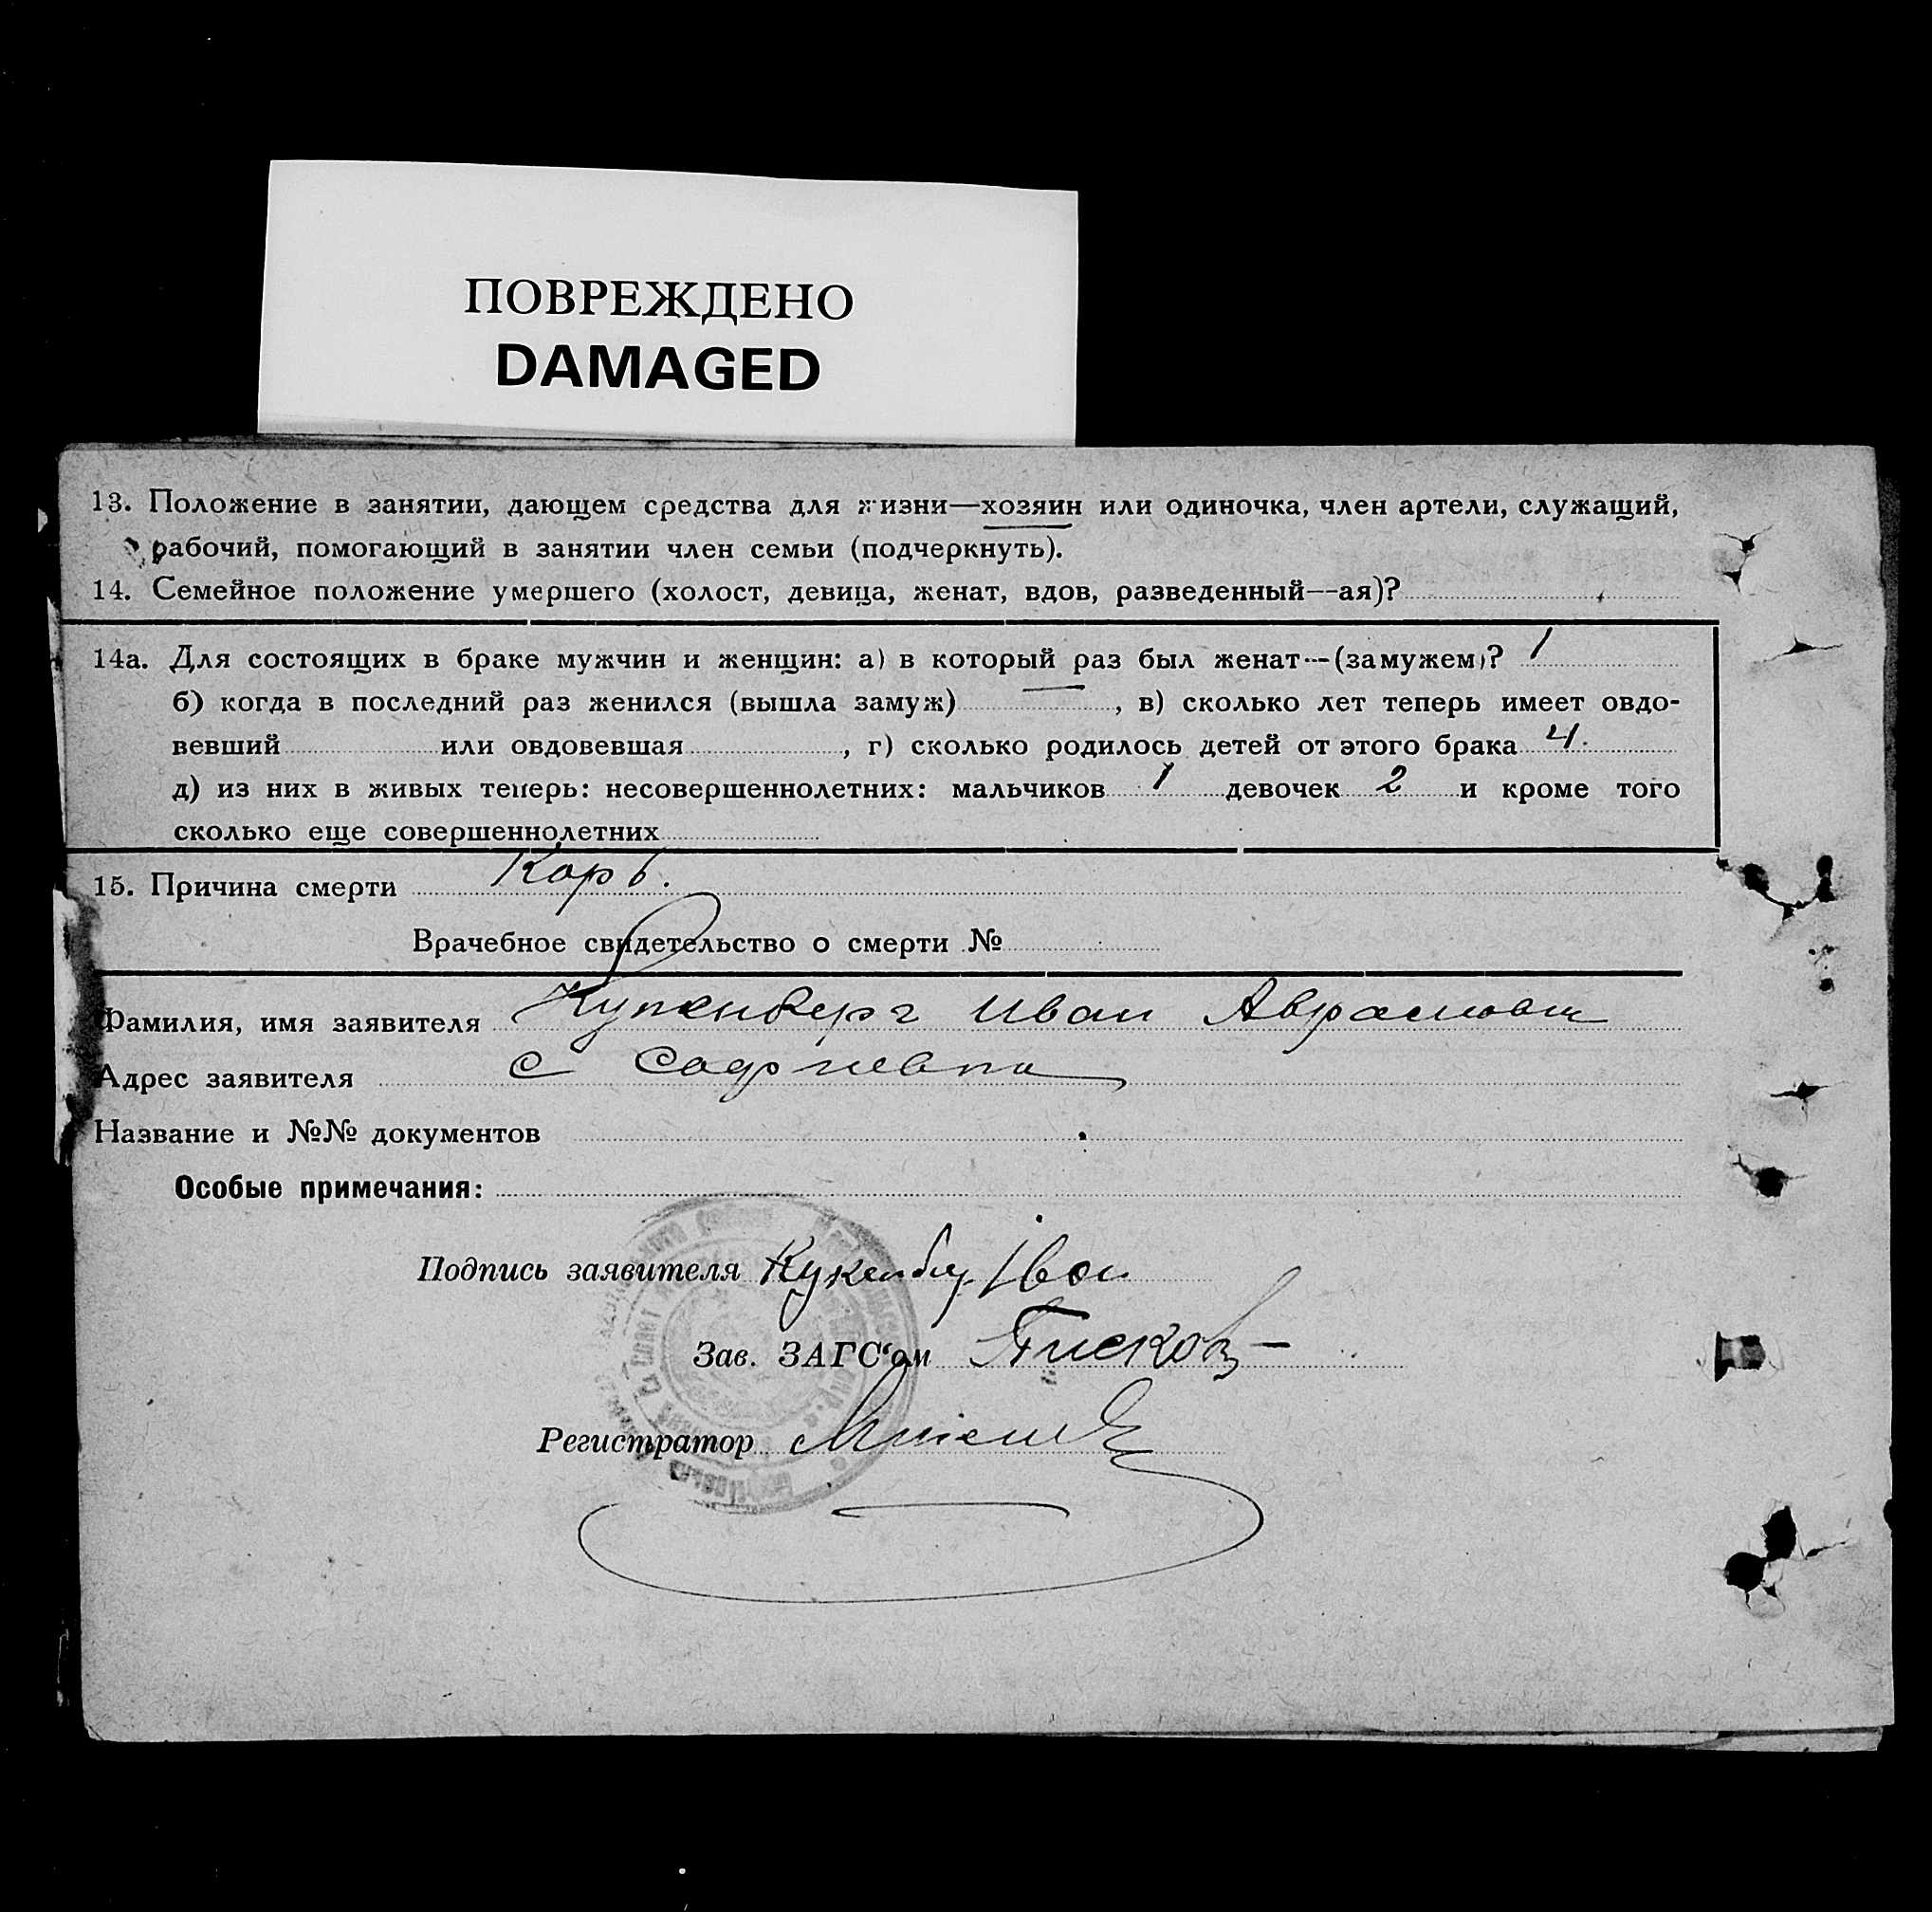 ПОВРЕЖДЕНО
DAMAGED
13. Положение в занятии, дающем средства для жизни—хозяин или одиночка, член артели, служащий,
рабочий, помогающий в занятии член семьи (подчеркнуть).
14. Семейное положение умершего (холост, девица, женат, вдов, разведенный—ая)?
14а. Для состоящих в браке мужчин и женщин: а) в который раз был женат—(замужем)? 1
б) когда в последний раз женился (вышла замуж) — , в) сколько лет теперь имеет овдо-
вевший или овдовевшая , г) сколько родилось детей от этого брака 4.
д) из них в живых теперь: несовершеннолетних: мальчиков 1 девочек 2 и кроме того
сколько еще совершеннолетних
15. Причина смерти Корь.
Врачебное свидетельство о смерти №
Фамилия, имя заявителя Иван Аврамович
Адрес заявителя с
Название и №№ документов
Особые примечания:
Подпись заявителя Іван
Зав. ЗАГС'ом Писков
Регистратор